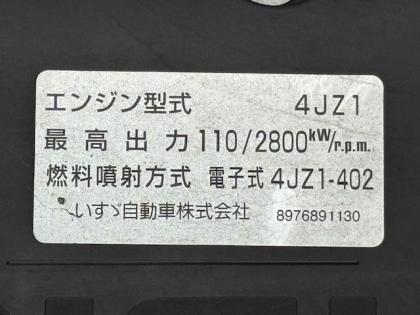 エンジン型式 4JZ1
最高出力 110/2800kW/r.p.m.
燃料噴射方式 電子式 4JZ1-402
いすゞ自動車株式会社 8976891130